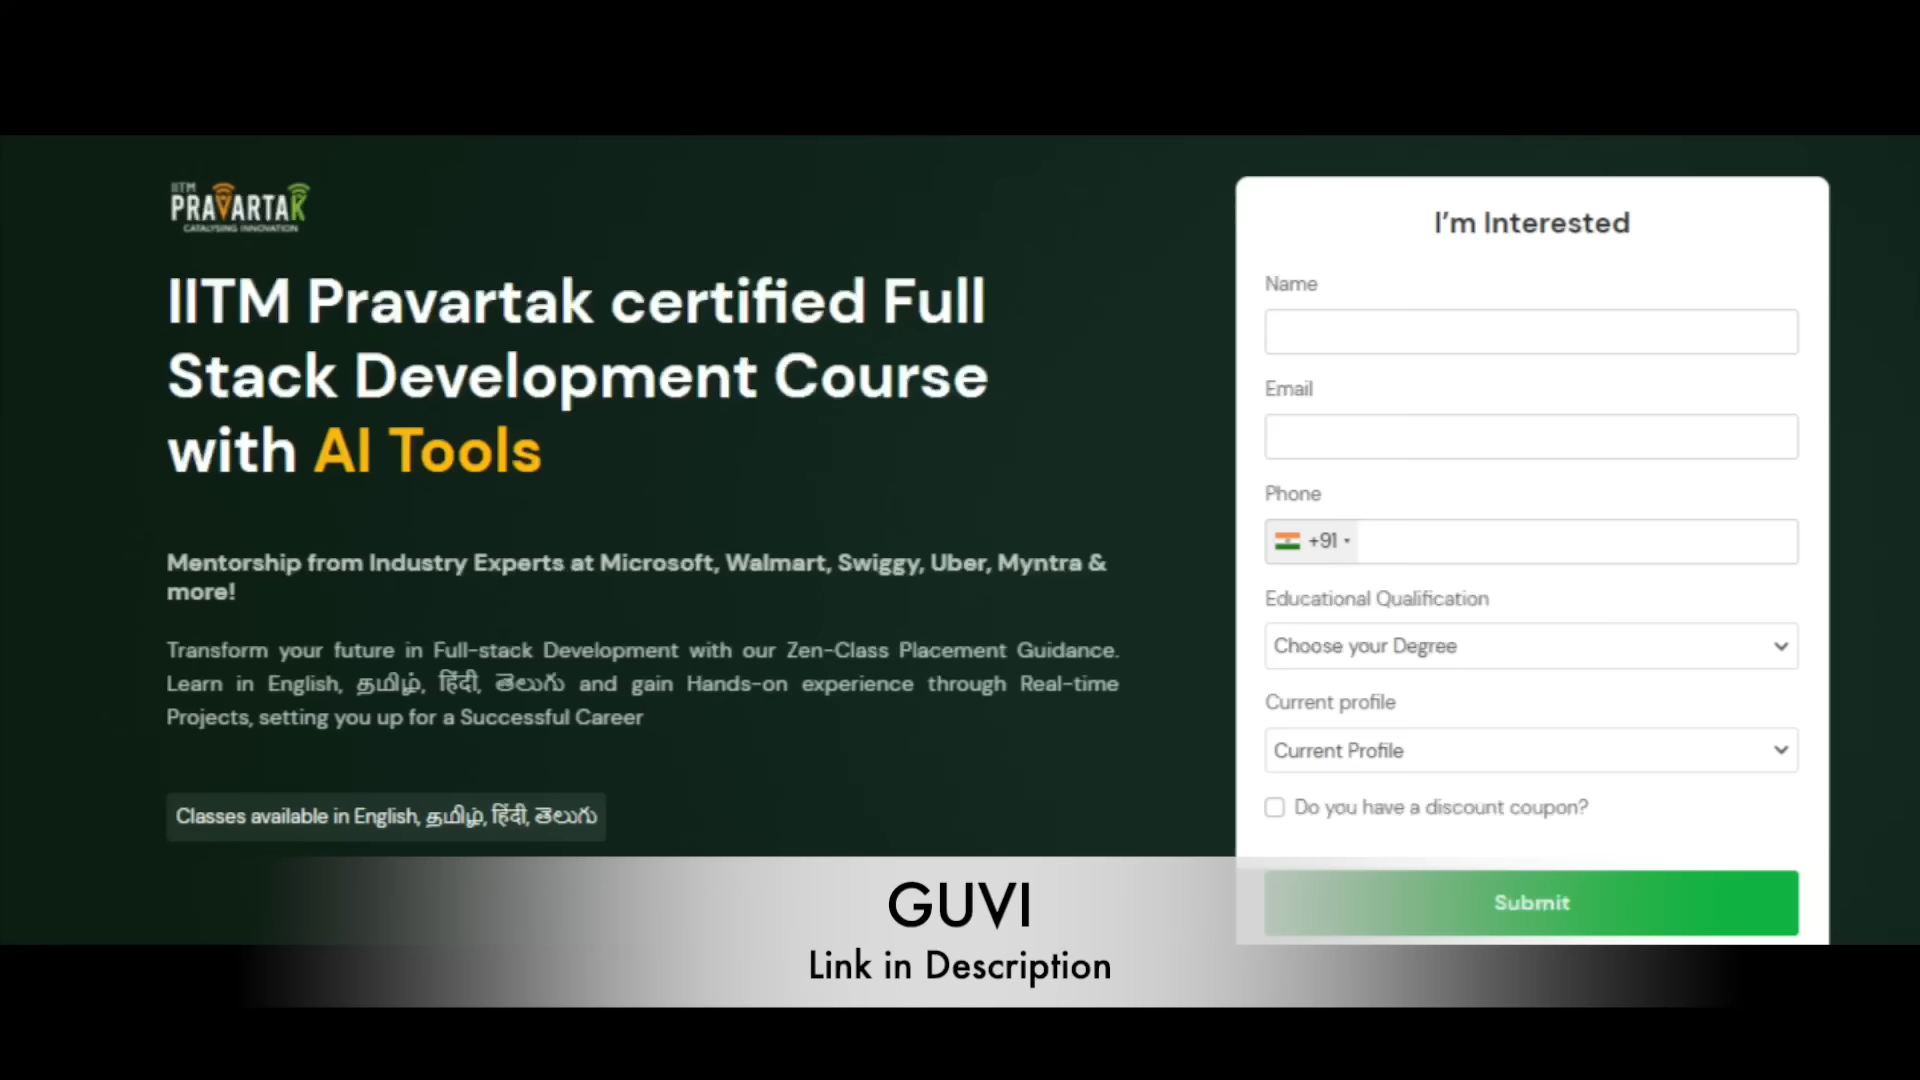 IITM
PRAVARTAK
CATALYSING INNOVATION
IITM Pravartak certified Full
Stack Development Course
with AI Tools
Mentorship from Industry Experts at Microsoft, Walmart, Swiggy, Uber, Myntra &
more!
Transform your future in Full-stack Development with our Zen-Class Placement Guidance.
Learn in English, தமிழ், हिंदी, తెలుగు and gain Hands-on experience through Real-time
Projects, setting you up for a Successful Career
Classes available in English, தமிழ், हिंदी, తెలుగు
I'm Interested
Name
Email
Phone
+91
Educational Qualification
Choose your Degree
Current profile
Current Profile
Do you have a discount coupon?
Submit
GUVI
Link in Description